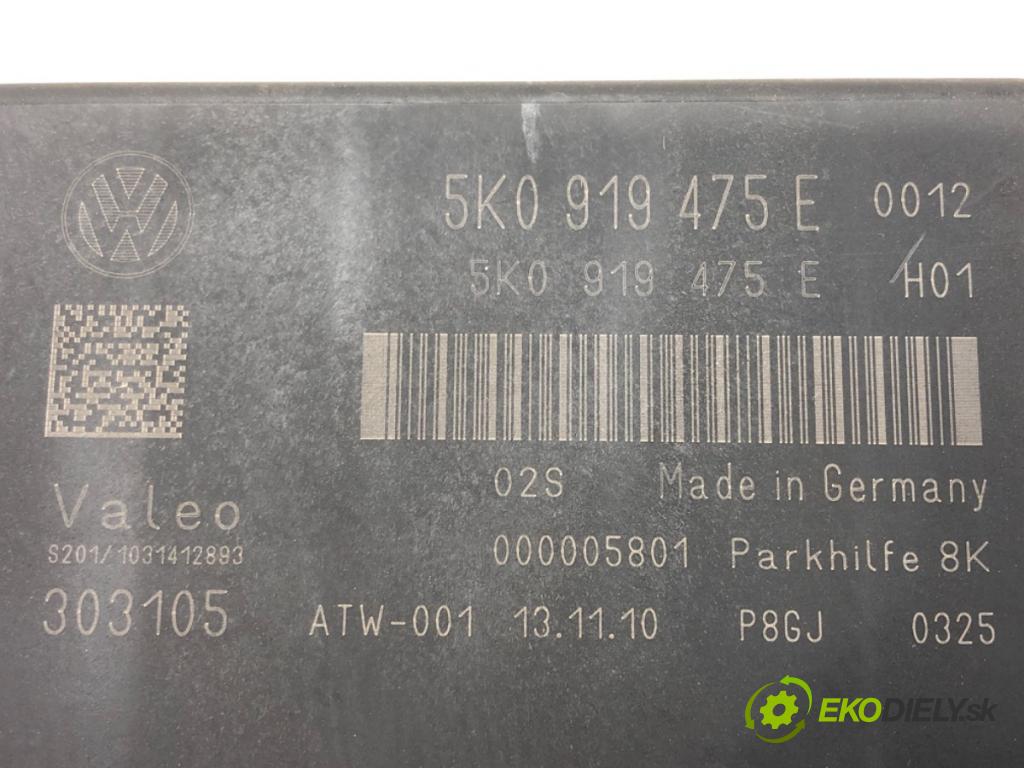 5K0 919 475 E 0012
5K0 919 475 E H01
02S Made in Germany
Valeo
S201/1031412893
000005801 Parkhilfe 8K
303105 ATW-001 13.11.10 P8GJ 0325
EKODIELY.sk